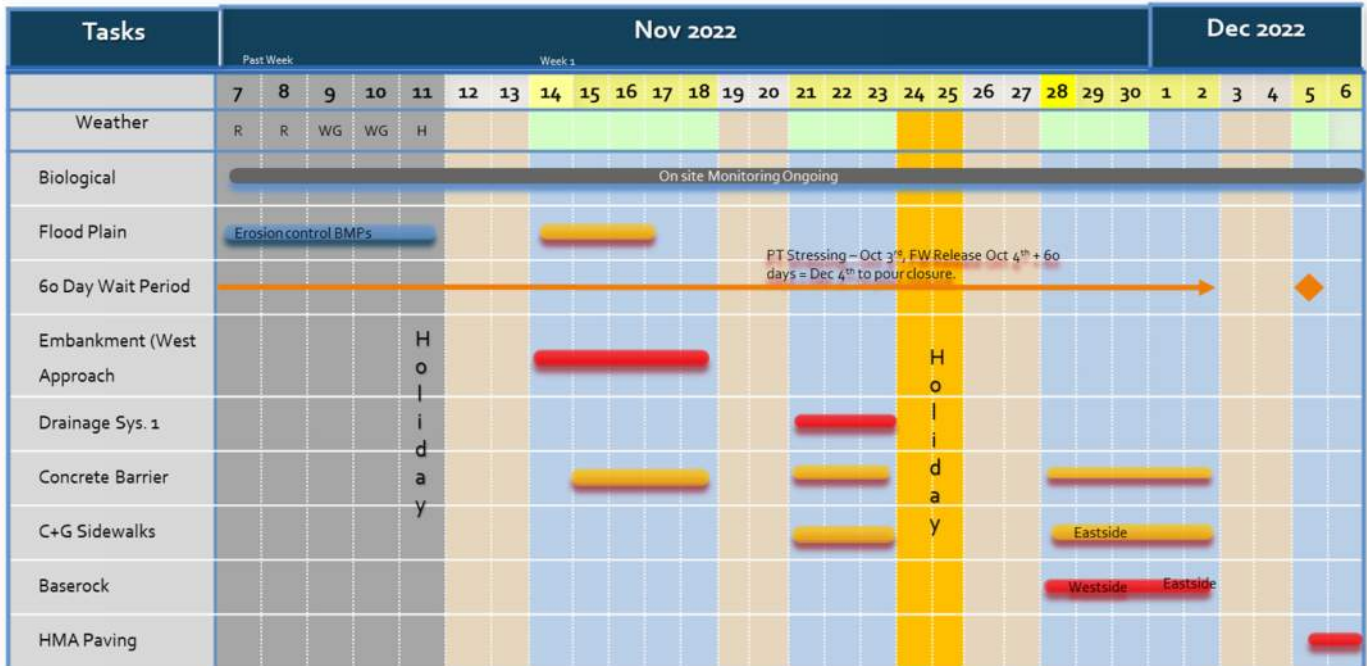 Tasks
Nov 2022
Dec 2022
Past Week
Week 1
7 8 9 10 11 12 13 14 15 16 17 18 19 20 21 22 23 24 25 26 27 28 29 30 1 2 3 4 5 6
Weather
R R WG WG H
Biological
On site Monitoring Ongoing
Flood Plain
Erosion control BMPs
PT Stressing – Oct 3rd, FW Release Oct 4th + 60
days = Dec 4th to pour closure.
60 Day Wait Period
Embankment (West
Approach
Holiday
Holiday
Drainage Sys. 1
Concrete Barrier
C+G Sidewalks
Eastside
Baserock
Westside
Eastside
HMA Paving